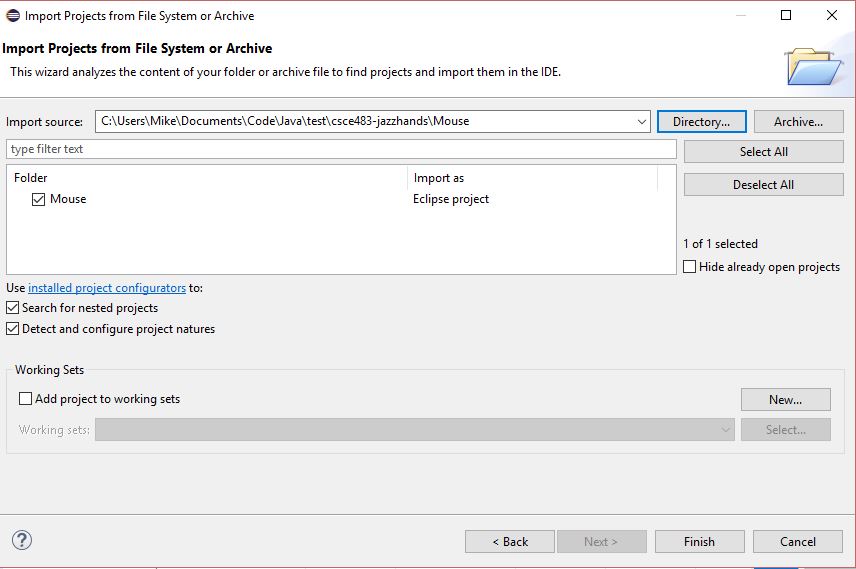 Import Projects from File System or Archive
Import Projects from File System or Archive
This wizard analyzes the content of your folder or archive file to find projects and import them in the IDE.
Import source: C:\Users\Mike\Documents\Code\Java\test\csce483-jazzhands\Mouse Directory... Archive...
type filter text Select All
Folder Import as Deselect All
Mouse Eclipse project
1 of 1 selected
Hide already open projects
Use installed project configurators to:
Search for nested projects
Detect and configure project natures
Working Sets
Add project to working sets New...
Working sets: Select...
? < Back Next > Finish Cancel